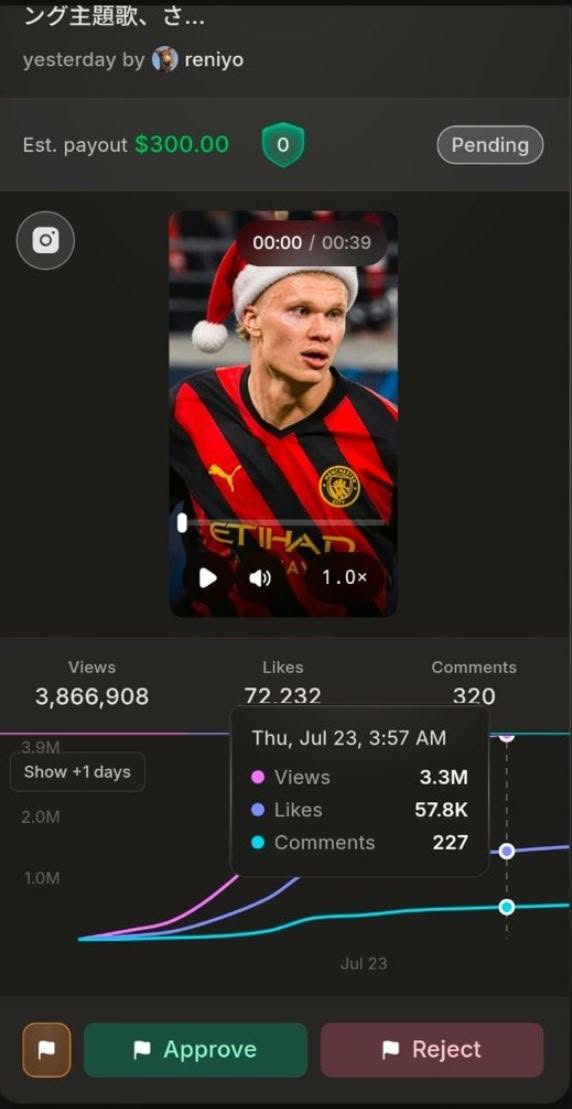 ング主題歌、さ...
yesterday by reniyo
Est. payout $300.00 0 Pending
00:00 / 00:39
MANCHESTER
CITY
ETIHAD
1.0×
Views Likes Comments
3,866,908 72,232 320
Thu, Jul 23, 3:57 AM
3.9M
Show +1 days
Views 3.3M
2.0M
Likes 57.8K
Comments 227
1.0M
Jul 23
Approve Reject